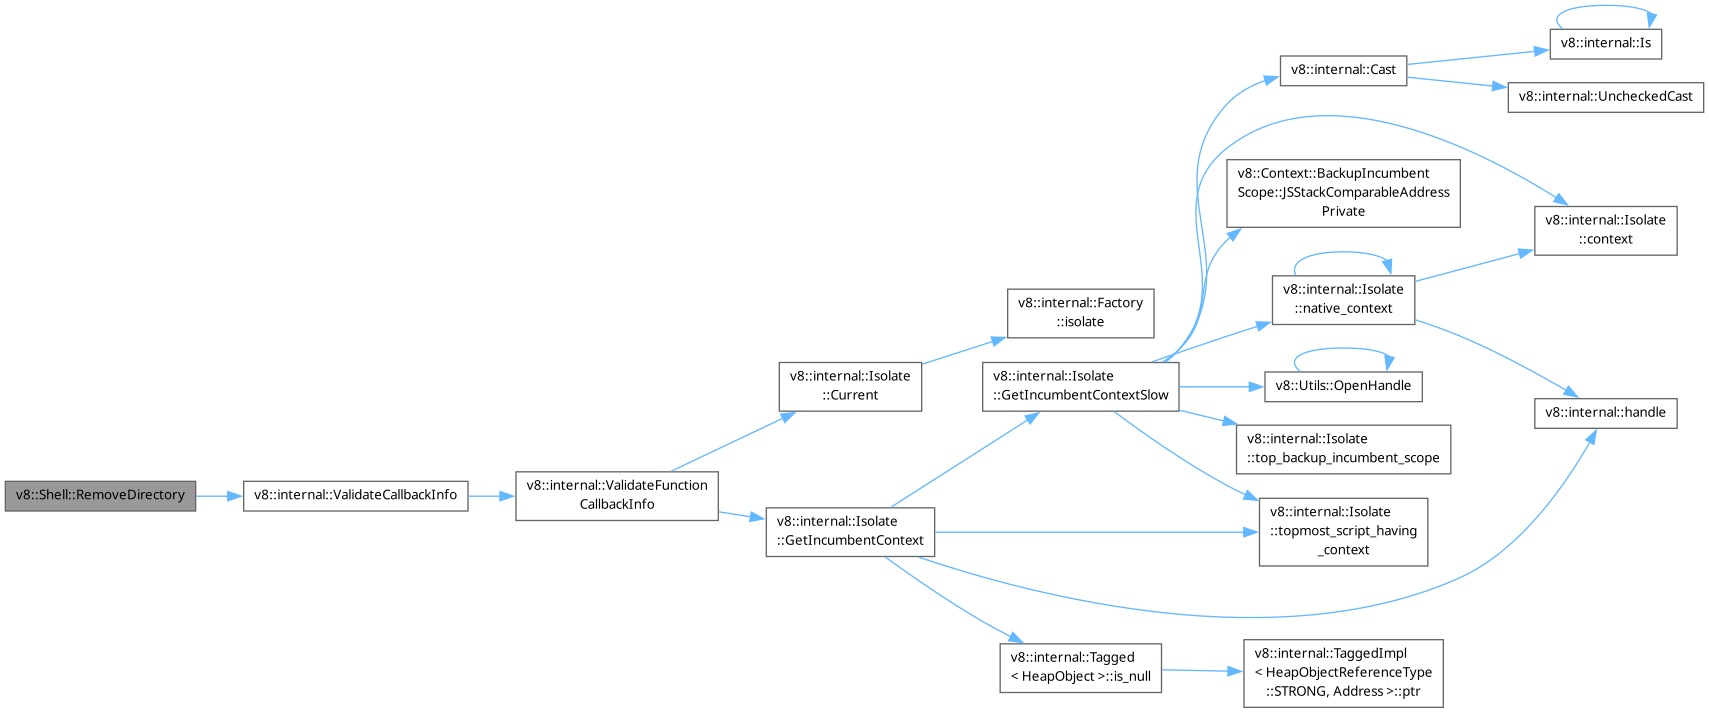 v8::Shell::RemoveDirectory
v8::internal::ValidateCallbackInfo
v8::internal::ValidateFunction
CallbackInfo
v8::internal::Isolate
::Current
v8::internal::Factory
::isolate
v8::internal::Isolate
::GetIncumbentContext
v8::internal::Isolate
::GetIncumbentContextSlow
v8::internal::Cast
v8::internal::Is
v8::internal::UncheckedCast
v8::Context::BackupIncumbent
Scope::JSStackComparableAddress
Private
v8::internal::Isolate
::context
v8::internal::Isolate
::native_context
v8::internal::handle
v8::Utils::OpenHandle
v8::internal::Isolate
::top_backup_incumbent_scope
v8::internal::Isolate
::topmost_script_having
_context
v8::internal::Tagged
< HeapObject >::is_null
v8::internal::TaggedImpl
< HeapObjectReferenceType
::STRONG, Address >::ptr